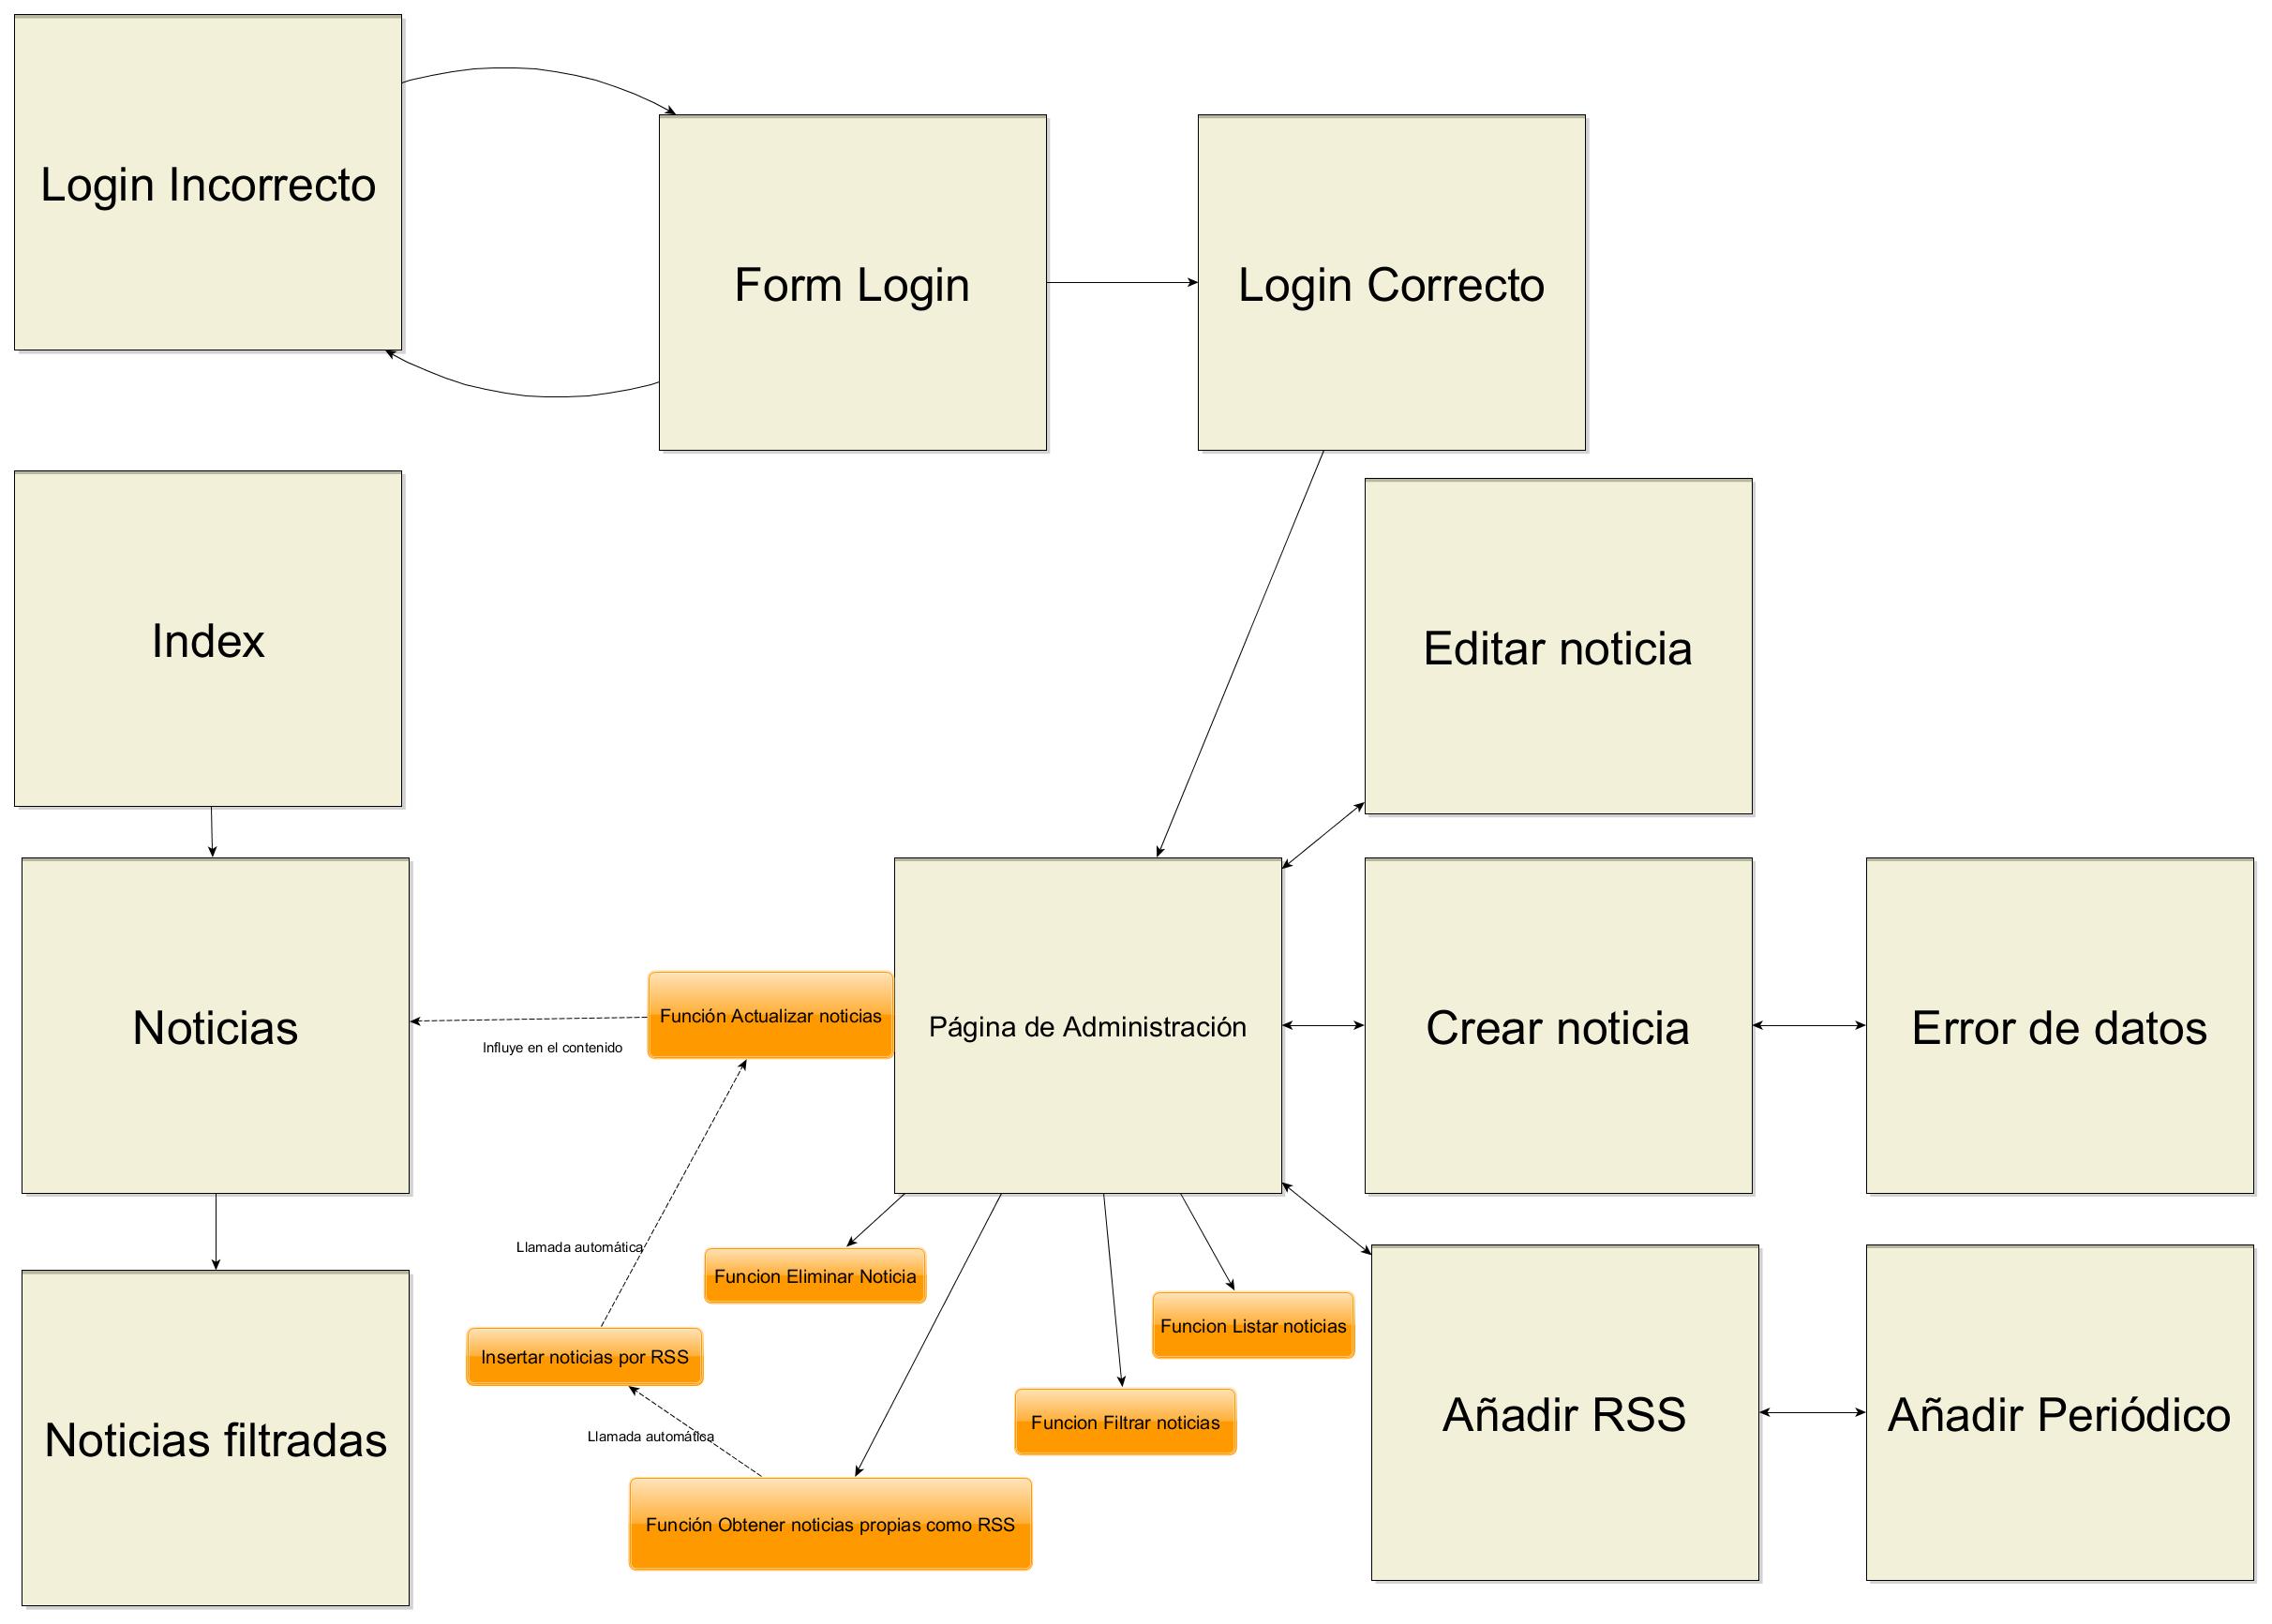 Login Incorrecto
Form Login
Login Correcto
Index
Editar noticia
Noticias
Función Actualizar noticias
Influye en el contenido
Página de Administración
Crear noticia
Error de datos
Llamada automática
Funcion Eliminar Noticia
Funcion Listar noticias
Insertar noticias por RSS
Funcion Filtrar noticias
Añadir RSS
Añadir Periódico
Noticias filtradas
Llamada automática
Función Obtener noticias propias como RSS